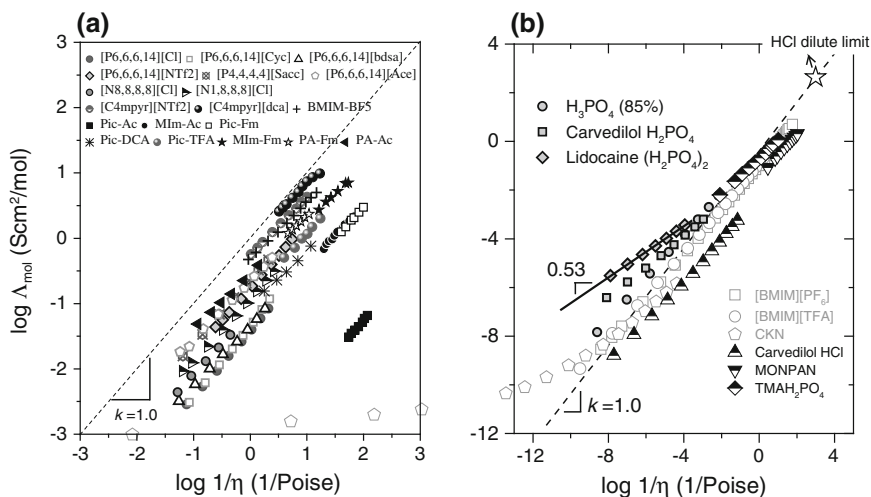 (a)
3
2
1
0
-1
-2
-3
log Λmol (Scm²/mol)
[P6,6,6,14][Cl] [P6,6,6,14][Cyc] [P6,6,6,14][bdsa]
[P6,6,6,14][NTf2] [P4,4,4,4][Sacc] [P6,6,6,14][Ace]
[N8,8,8,8][Cl] [N1,8,8,8][Cl]
[C4mpyr][NTf2] [C4mpyr][dca] BMIM-BF5
Pic-Ac MIm-Ac Pic-Fm
Pic-DCA Pic-TFA MIm-Fm PA-Fm PA-Ac
k = 1.0
-2 -1 0 1 2 3
log 1/η (1/Poise)
(b)
4
0
-4
-8
-12
log Λmol (Scm²/mol)
HCl dilute limit
H₃PO₄ (85%)
Carvedilol H₂PO₄
Lidocaine (H₂PO₄)₂
0.53
[BMIM][PF₆]
[BMIM][TFA]
CKN
Carvedilol HCl
MONPAN
TMAH₂PO₄
k = 1.0
-12 -8 -4 0 4
log 1/η (1/Poise)